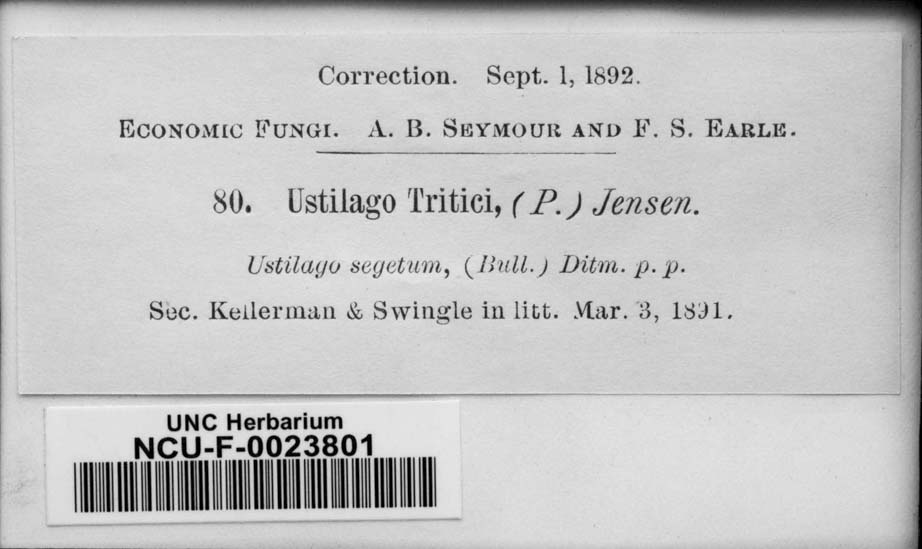 Correction. Sept. 1, 1892.
Economic Fungi. A. B. Seymour and F. S. Earle.
80. Ustilago Tritici, (P.) Jensen.
Ustilago segetum, (Bull.) Ditm. p. p.
Sec. Kellerman & Swingle in litt. Mar. 3, 1891.
UNC Herbarium
NCU-F-0023801